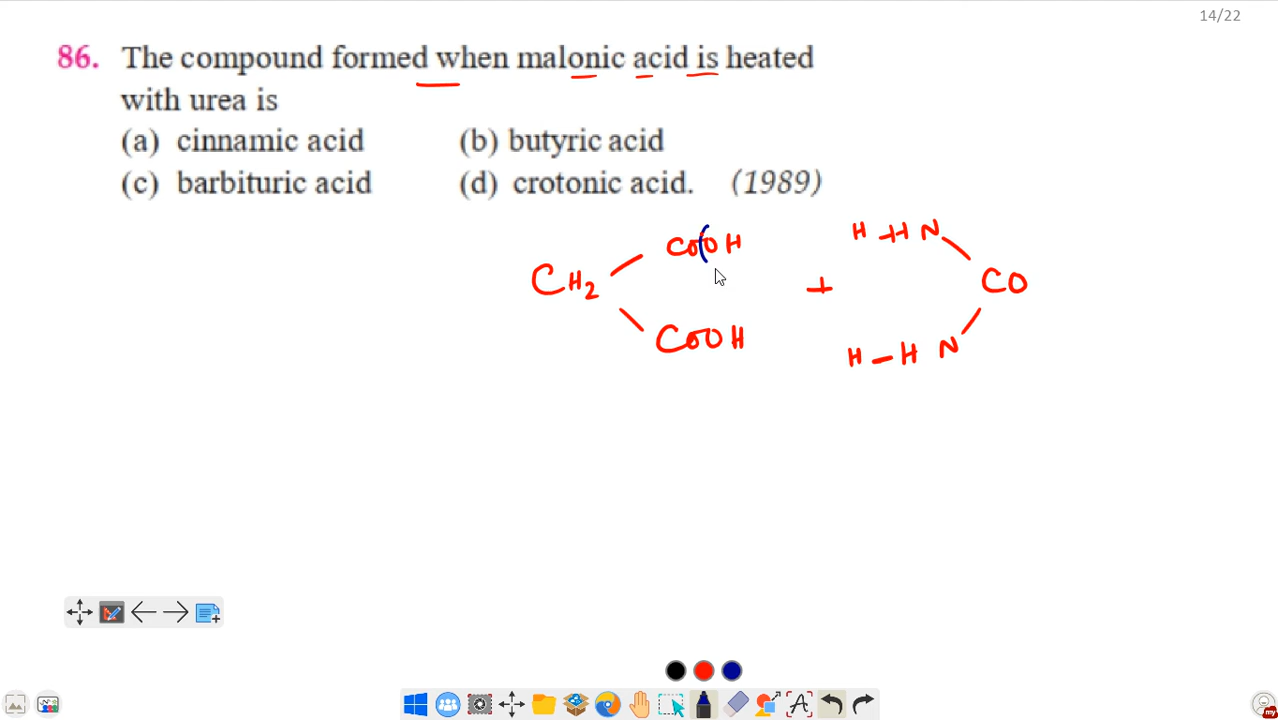 14/22
86. The compound formed when malonic acid is heated
with urea is
(a) cinnamic acid (b) butyric acid
(c) barbituric acid (d) crotonic acid. (1989)
COOH H - H N
CH2 + CO
COOH H - H N
A
my